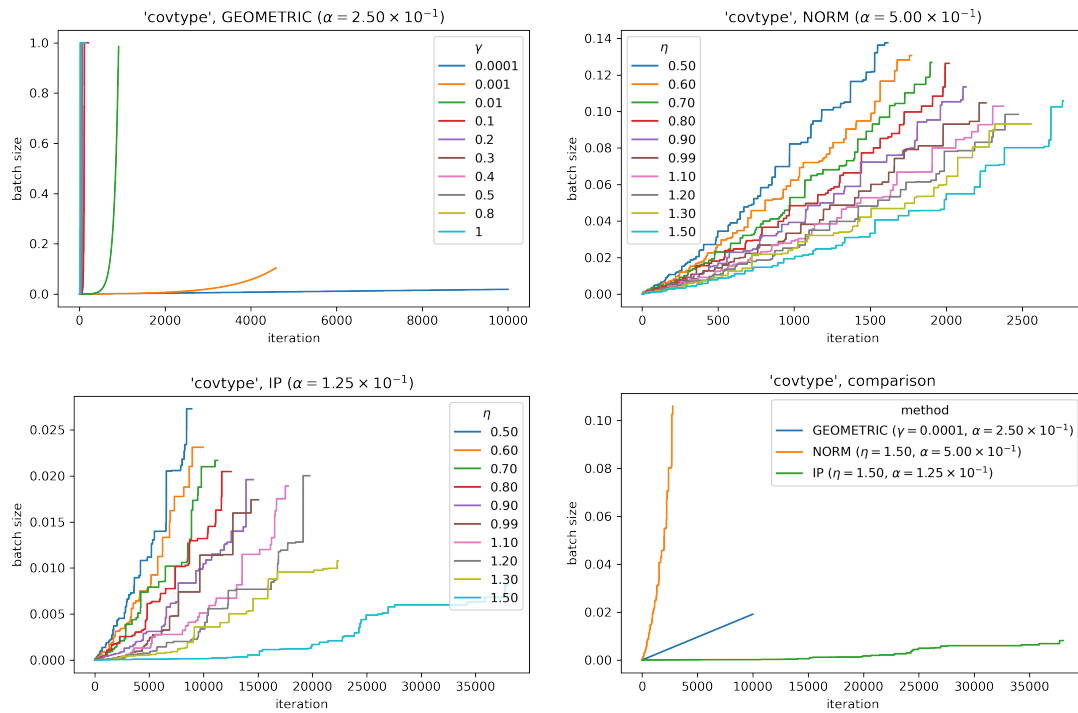 'covtype', GEOMETRIC (α = 2.50 × 10⁻¹)
γ
0.0001
0.001
0.01
0.1
0.2
0.3
0.4
0.5
0.8
1
1.0
0.8
0.6
0.4
0.2
0.0
batch size
0 2000 4000 6000 8000 10000
iteration
'covtype', NORM (α = 5.00 × 10⁻¹)
η
0.50
0.60
0.70
0.80
0.90
0.99
1.10
1.20
1.30
1.50
0.14
0.12
0.10
0.08
0.06
0.04
0.02
0.00
batch size
0 500 1000 1500 2000 2500
iteration
'covtype', IP (α = 1.25 × 10⁻¹)
η
0.50
0.60
0.70
0.80
0.90
0.99
1.10
1.20
1.30
1.50
0.025
0.020
0.015
0.010
0.005
0.000
batch size
0 5000 10000 15000 20000 25000 30000 35000
iteration
'covtype', comparison
method
GEOMETRIC (γ = 0.0001, α = 2.50 × 10⁻¹)
NORM (η = 1.50, α = 5.00 × 10⁻¹)
IP (η = 1.50, α = 1.25 × 10⁻¹)
0.10
0.08
0.06
0.04
0.02
0.00
batch size
0 5000 10000 15000 20000 25000 30000 35000
iteration